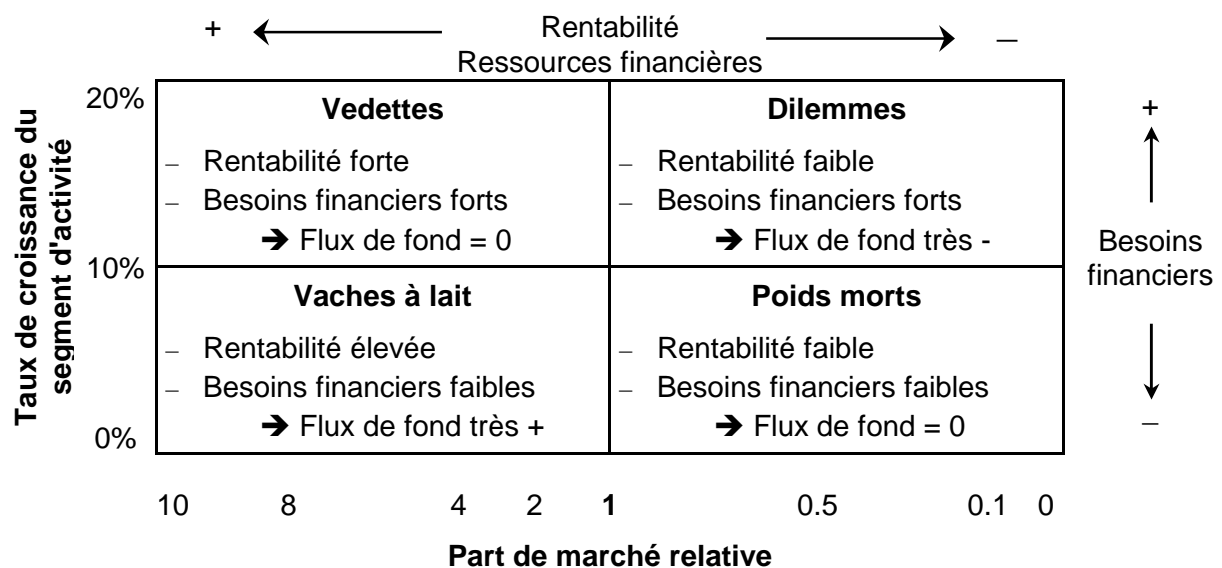 + Rentabilité –
Ressources financières
Taux de croissance du
segment d'activité
20%
10%
0%
Vedettes
– Rentabilité forte
– Besoins financiers forts
➔ Flux de fond = 0
Dilemmes
– Rentabilité faible
– Besoins financiers forts
➔ Flux de fond très -
Vaches à lait
– Rentabilité élevée
– Besoins financiers faibles
➔ Flux de fond très +
Poids morts
– Rentabilité faible
– Besoins financiers faibles
➔ Flux de fond = 0
+
Besoins
financiers
–
10 8 4 2 1 0.5 0.1 0
Part de marché relative